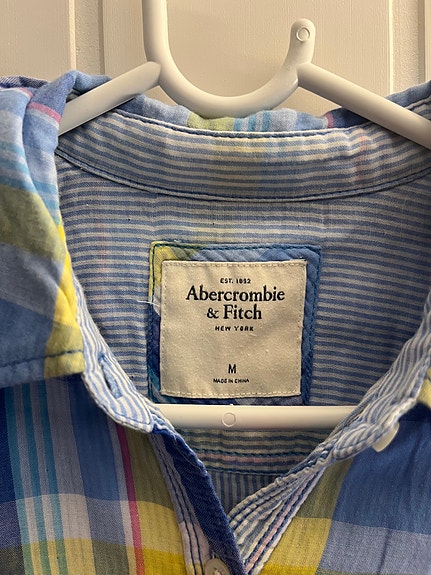 EST. 1892
Abercrombie
& Fitch
NEW YORK
M
MADE IN CHINA